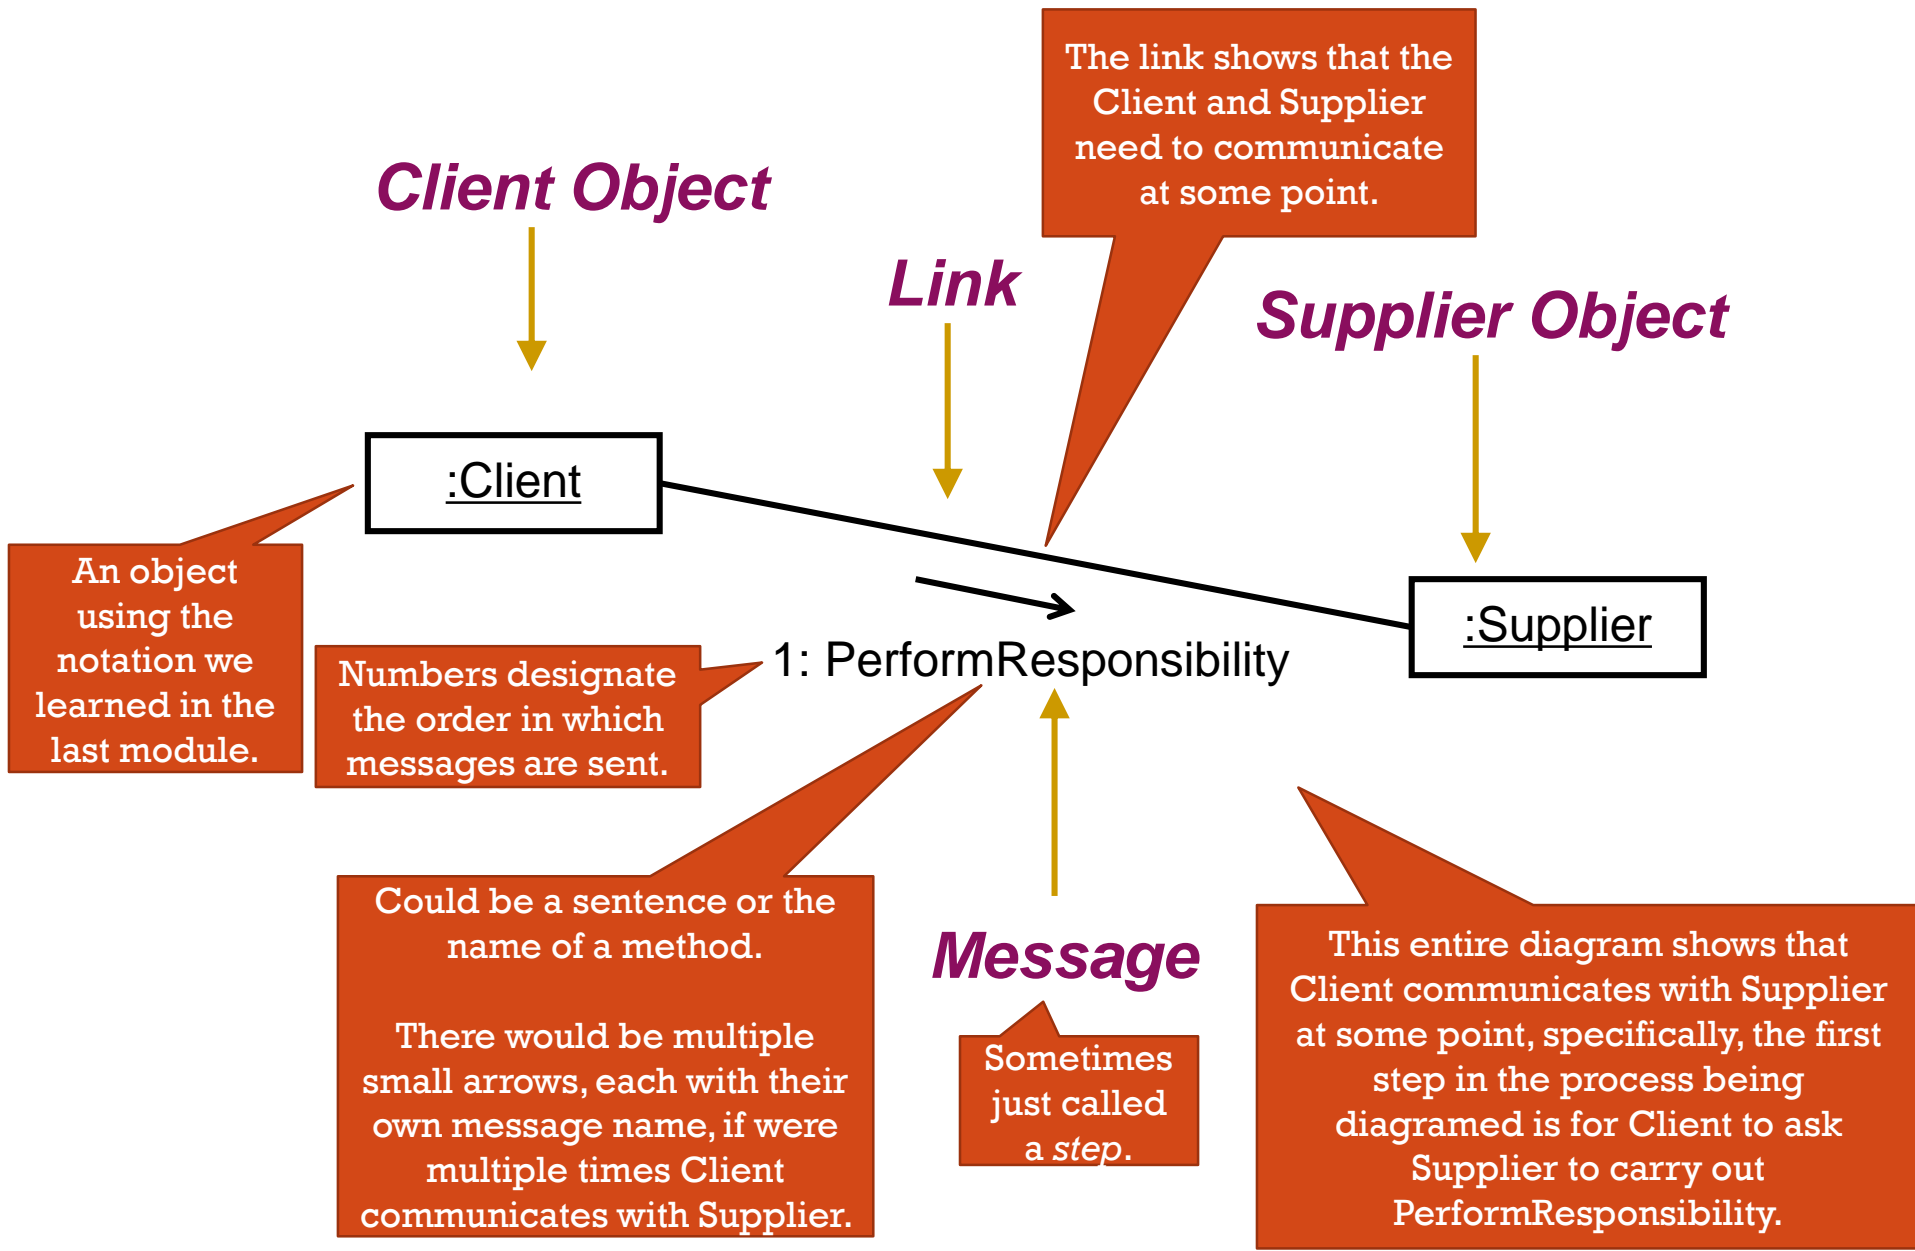 The link shows that the
Client and Supplier
need to communicate
at some point.
Client Object
Link
Supplier Object
:Client
:Supplier
An object
using the
notation we
learned in the
last module.
Numbers designate
the order in which
messages are sent.
1: PerformResponsibility
Could be a sentence or the
name of a method.
There would be multiple
small arrows, each with their
own message name, if were
multiple times Client
communicates with Supplier.
Message
Sometimes
just called
a step.
This entire diagram shows that
Client communicates with Supplier
at some point, specifically, the first
step in the process being
diagramed is for Client to ask
Supplier to carry out
PerformResponsibility.